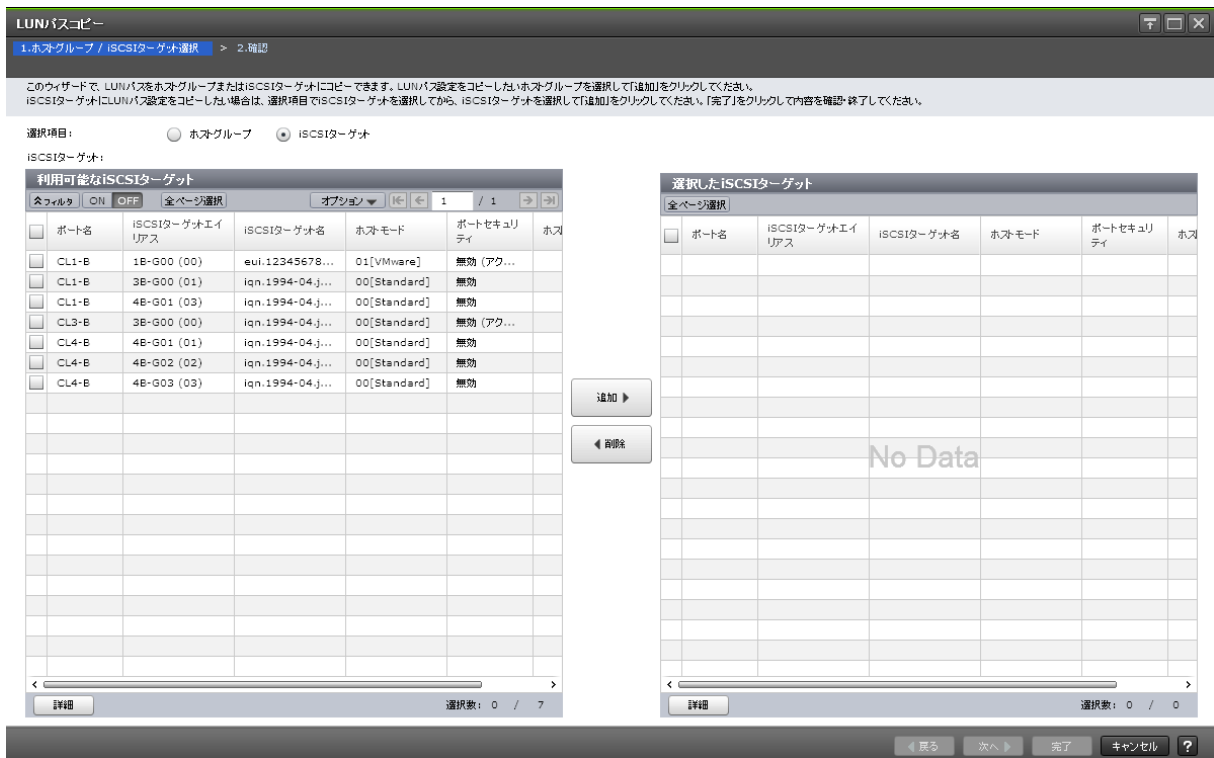 LUNパスコピー
1.ホストグループ / iSCSIターゲット選択 > 2.確認
このウィザードで、LUNパスをホストグループまたはiSCSIターゲットにコピーできます。LUNパス設定をコピーしたいホストグループを選択して「追加」をクリックしてください。
iSCSIターゲットにLUNパス設定をコピーしたい場合は、選択項目でiSCSIターゲットを選択してから、iSCSIターゲットを選択して「追加」をクリックしてください。「完了」をクリックして内容を確認・終了してください。
選択項目: ホストグループ iSCSIターゲット
iSCSIターゲット:
利用可能なiSCSIターゲット
フィルタ ON OFF 全ページ選択 オプション 1 / 1
ポート名 iSCSIターゲットエイリアス iSCSIターゲット名 ホストモード ポートセキュリティ ホス
CL1-B 1B-G00 (00) eui.12345678... 01[VMware] 無効 (アク...
CL1-B 3B-G00 (01) iqn.1994-04.j... 00[Standard] 無効
CL1-B 4B-G01 (03) iqn.1994-04.j... 00[Standard] 無効
CL3-B 3B-G00 (00) iqn.1994-04.j... 00[Standard] 無効 (アク...
CL4-B 4B-G01 (01) iqn.1994-04.j... 00[Standard] 無効
CL4-B 4B-G02 (02) iqn.1994-04.j... 00[Standard] 無効
CL4-B 4B-G03 (03) iqn.1994-04.j... 00[Standard] 無効
詳細 選択数: 0 / 7
追加
削除
選択したiSCSIターゲット
全ページ選択
ポート名 iSCSIターゲットエイリアス iSCSIターゲット名 ホストモード ポートセキュリティ ホス
No Data
詳細 選択数: 0 / 0
戻る 次へ 完了 キャンセル ?